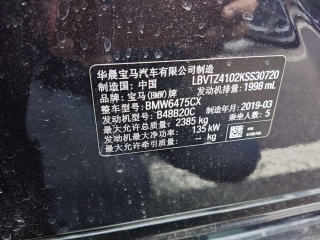 华晨宝马汽车有限公司制造
制造国: 中国 LBVTZ4102KSS30720
品牌: 宝马(BMW)牌 发动机排量: 1998 mL
整车型号: BMW6475CX
发动机型号: B48B20C 制造年月: 2019-03
最大允许总质量: 2385 kg 乘坐人数: 5
最大净功率: 135 kW
最大允许牵引质量: kg